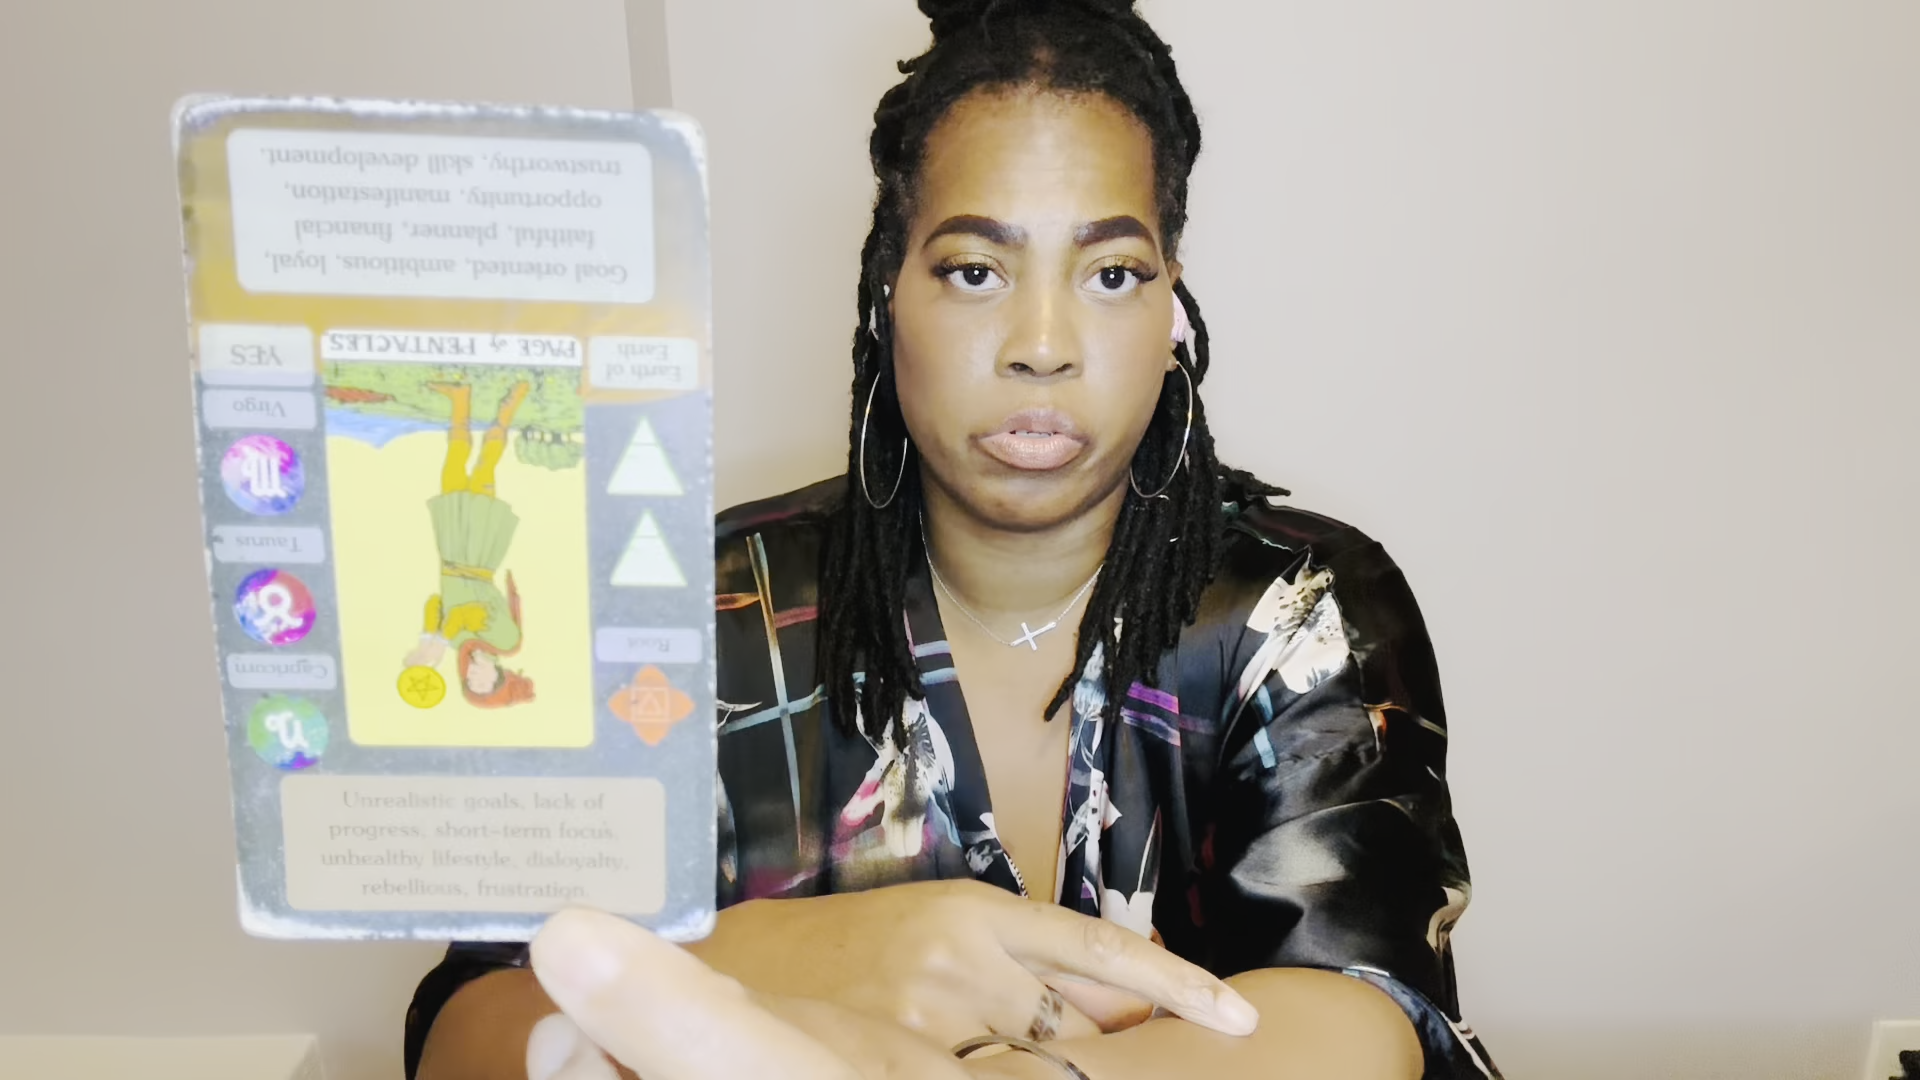 trustworthy, skill development.
opportunity, manifestation,
faithful, planner, financial
Goal oriented, ambitious, loyal,
YES
PAGE of PENTACLES
Earth of
Earth
Virgo
Taurus
Root
Capricorn
Unrealistic goals, lack of
progress, short-term focus,
unhealthy lifestyle, disloyalty,
rebellious, frustration.